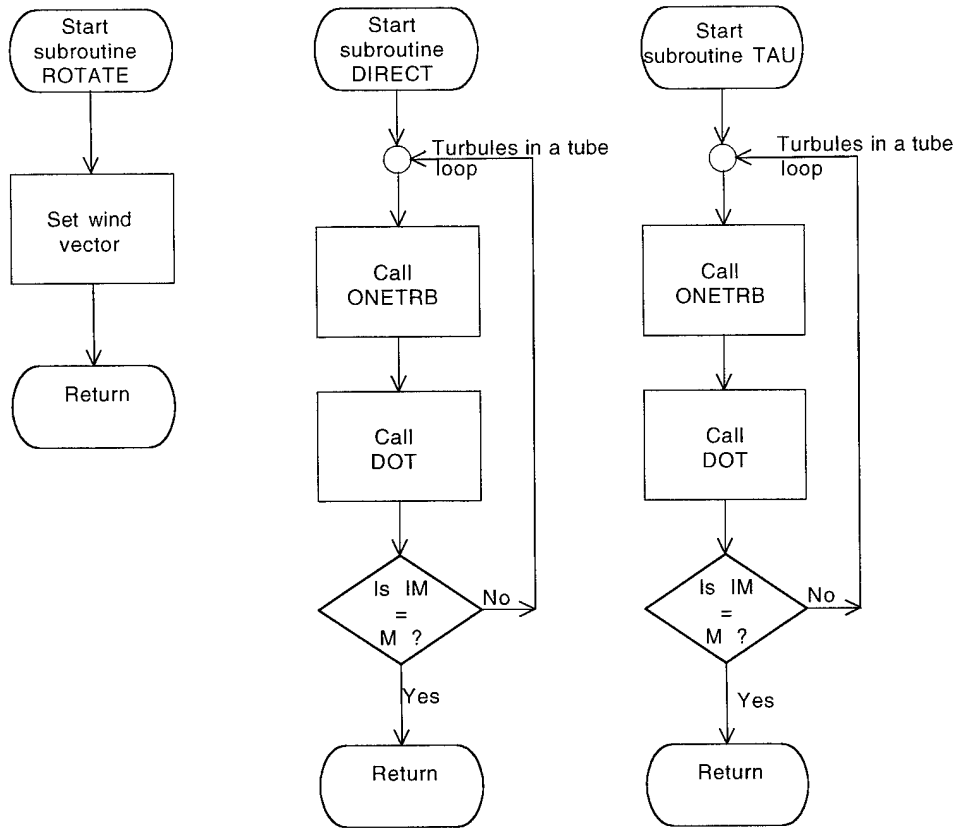 Start
subroutine
ROTATE
Set wind
vector
Return
Start
subroutine
DIRECT
Turbules in a tube
loop
Call
ONETRB
Call
DOT
Is IM
=
M ?
No
Yes
Return
Start
subroutine TAU
Turbules in a tube
loop
Call
ONETRB
Call
DOT
Is IM
=
M ?
No
Yes
Return